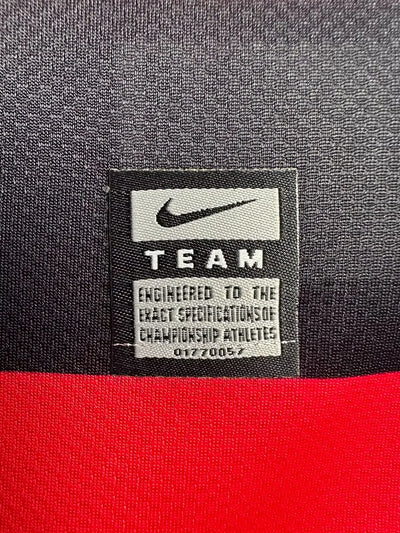 TEAM
ENGINEERED TO THE
EXACT SPECIFICATIONS OF
CHAMPIONSHIP ATHLETES
01770057